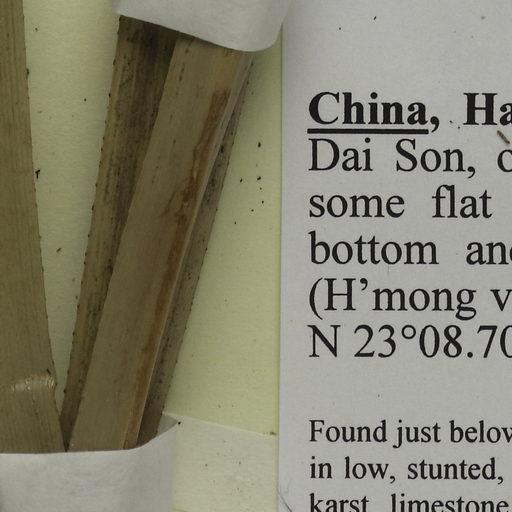 China, Ha
Dai Son,
some flat
bottom an
(H'mong v
N 23°08.70
Found just below
in low, stunted,
karst limestone